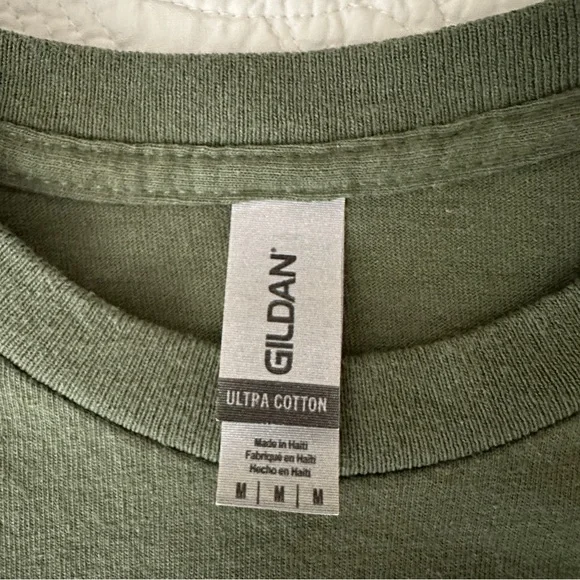 GILDAN®
ULTRA COTTON
Made in Haiti
Fabriqué en Haïti
Hecho en Haití
M | M | M